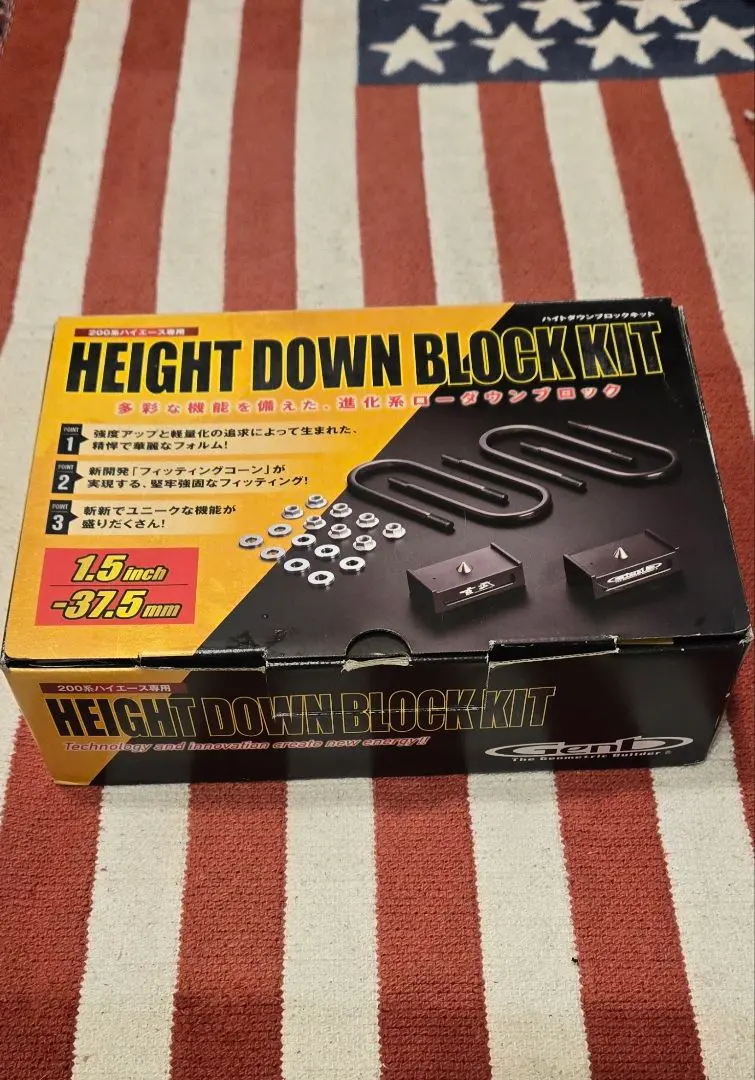 200系ハイエース専用
ハイトダウンブロックキット
HEIGHT DOWN BLOCK KIT
多彩な機能を備えた、進化系ローダウンブロック
POINT 1
強度アップと軽量化の追求によって生まれた、
精悍で華麗なフォルム!
POINT 2
新開発「フィッティングコーン」が
実現する、堅牢強固なフィッティング!
POINT 3
斬新でユニークな機能が
盛りだくさん!
1.5 inch
-37.5 mm
200系ハイエース専用
HEIGHT DOWN BLOCK KIT
Technology and innovation create new energy!!
Genb
The Geometric Builder